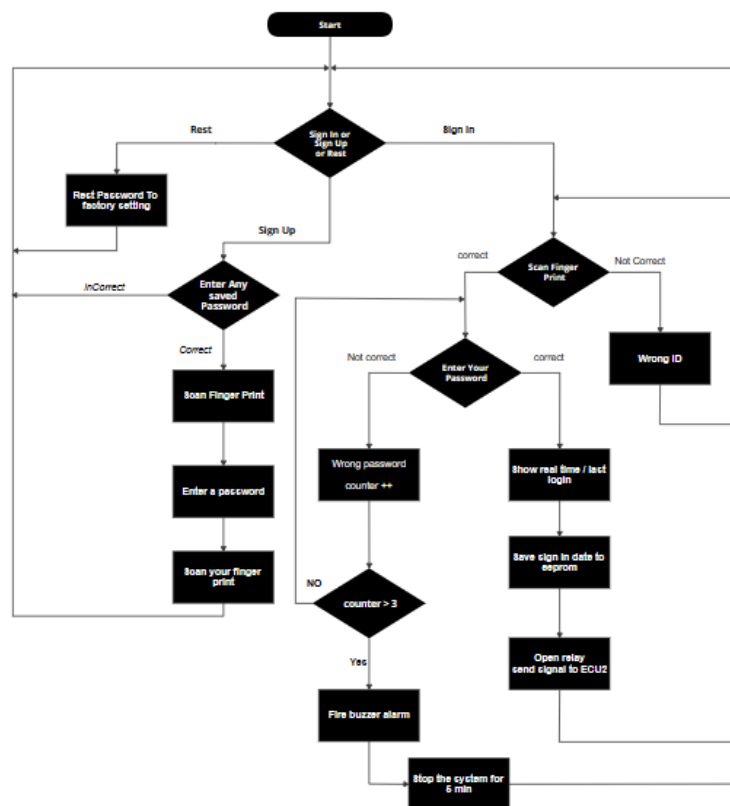 Start
Rest
Sign In or
Sign Up
or Rest
Sign In
Rest Password To
factory setting
Sign Up
correct
Scan Finger
Print
Not Correct
InCorrect
Enter Any
saved
Password
Correct
Not correct
Enter Your
Password
correct
Wrong ID
Scan Finger Print
Wrong password
counter ++
Show real time / last
login
Enter a password
Save sign in date to
eeprom
Scan your finger
print
NO
counter > 3
Yes
Open relay
send signal to ECU2
Fire buzzer alarm
Stop the system for
5 min